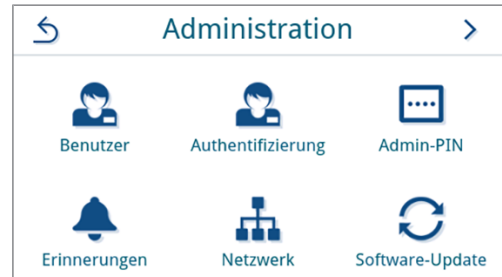 Administration
Benutzer Authentifizierung Admin-PIN
Erinnerungen Netzwerk Software-Update